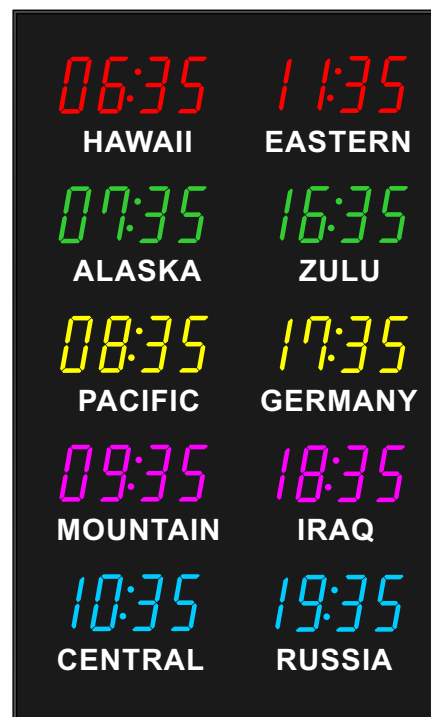 06:35 11:35
HAWAII EASTERN
07:35 16:35
ALASKA ZULU
08:35 17:35
PACIFIC GERMANY
09:35 18:35
MOUNTAIN IRAQ
10:35 19:35
CENTRAL RUSSIA